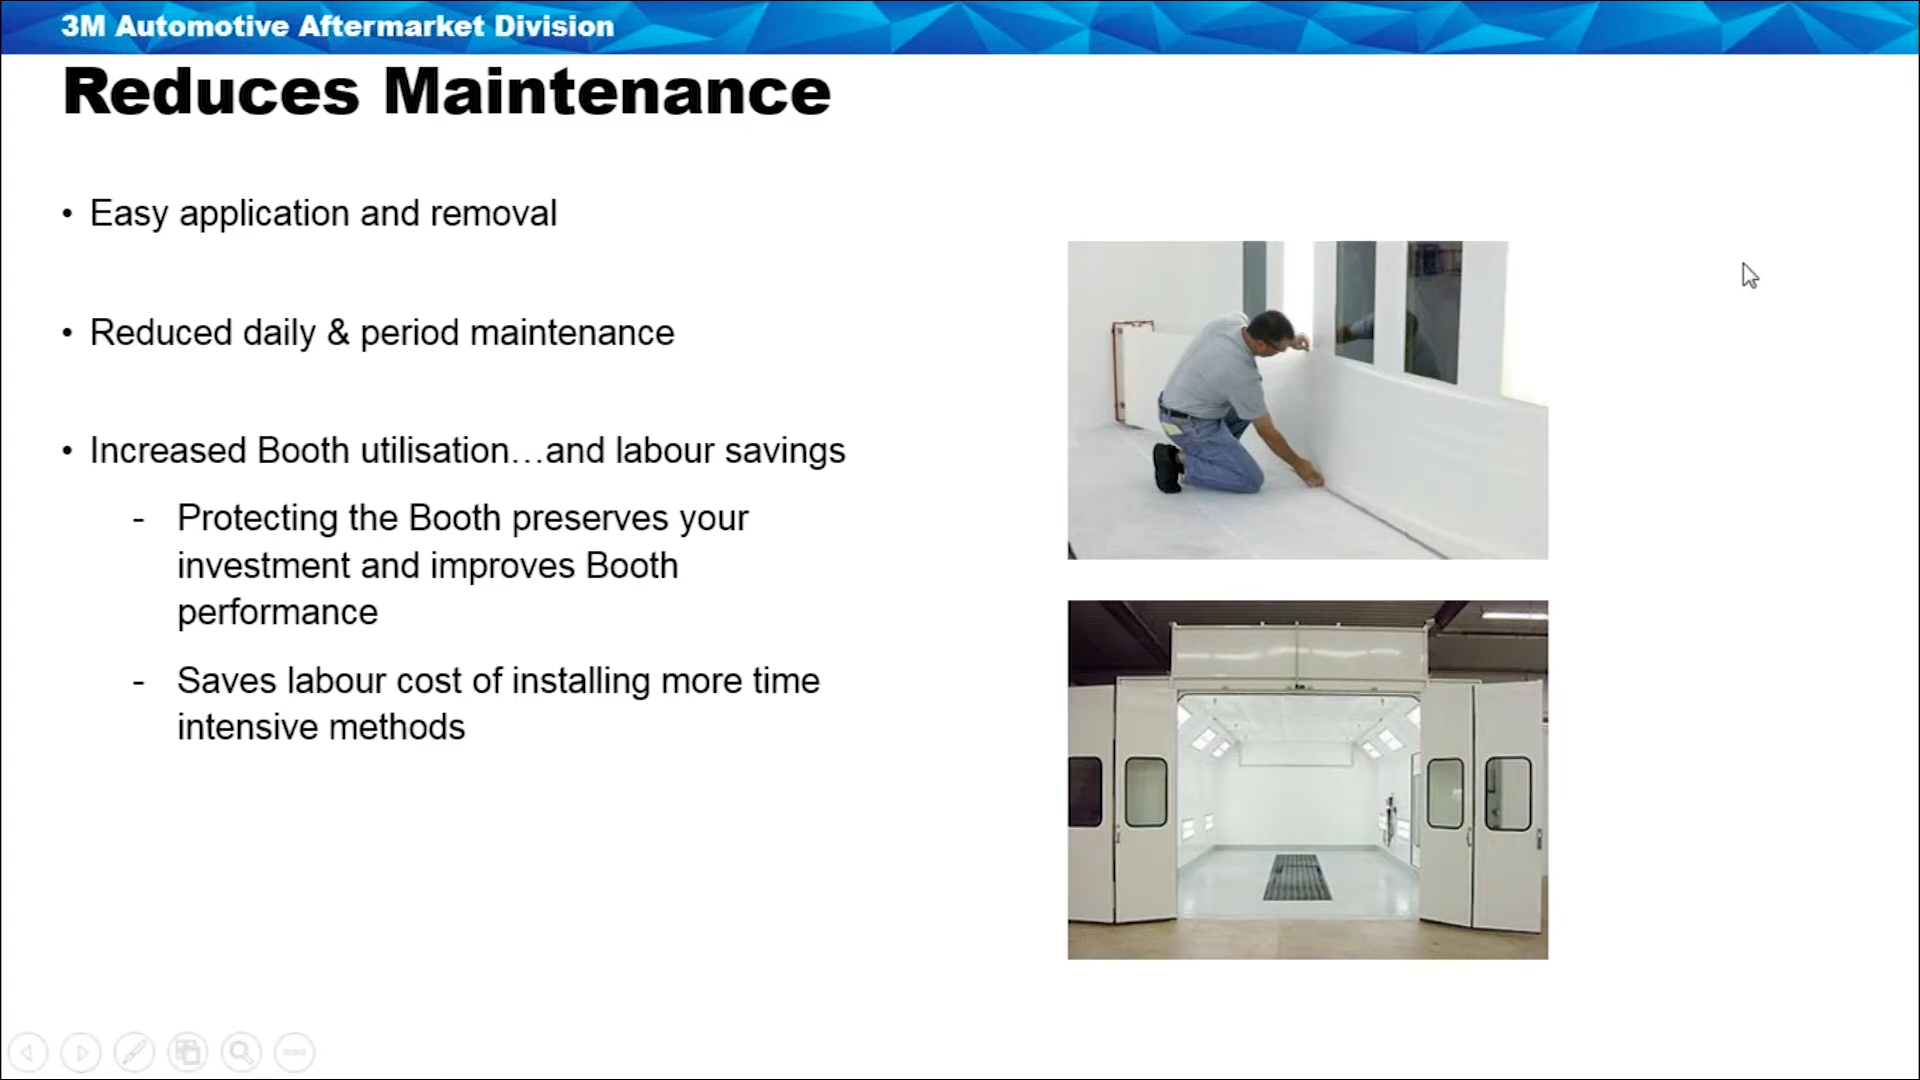 3M Automotive Aftermarket Division
Reduces Maintenance
• Easy application and removal
• Reduced daily & period maintenance
• Increased Booth utilisation…and labour savings
- Protecting the Booth preserves your
investment and improves Booth
performance
- Saves labour cost of installing more time
intensive methods